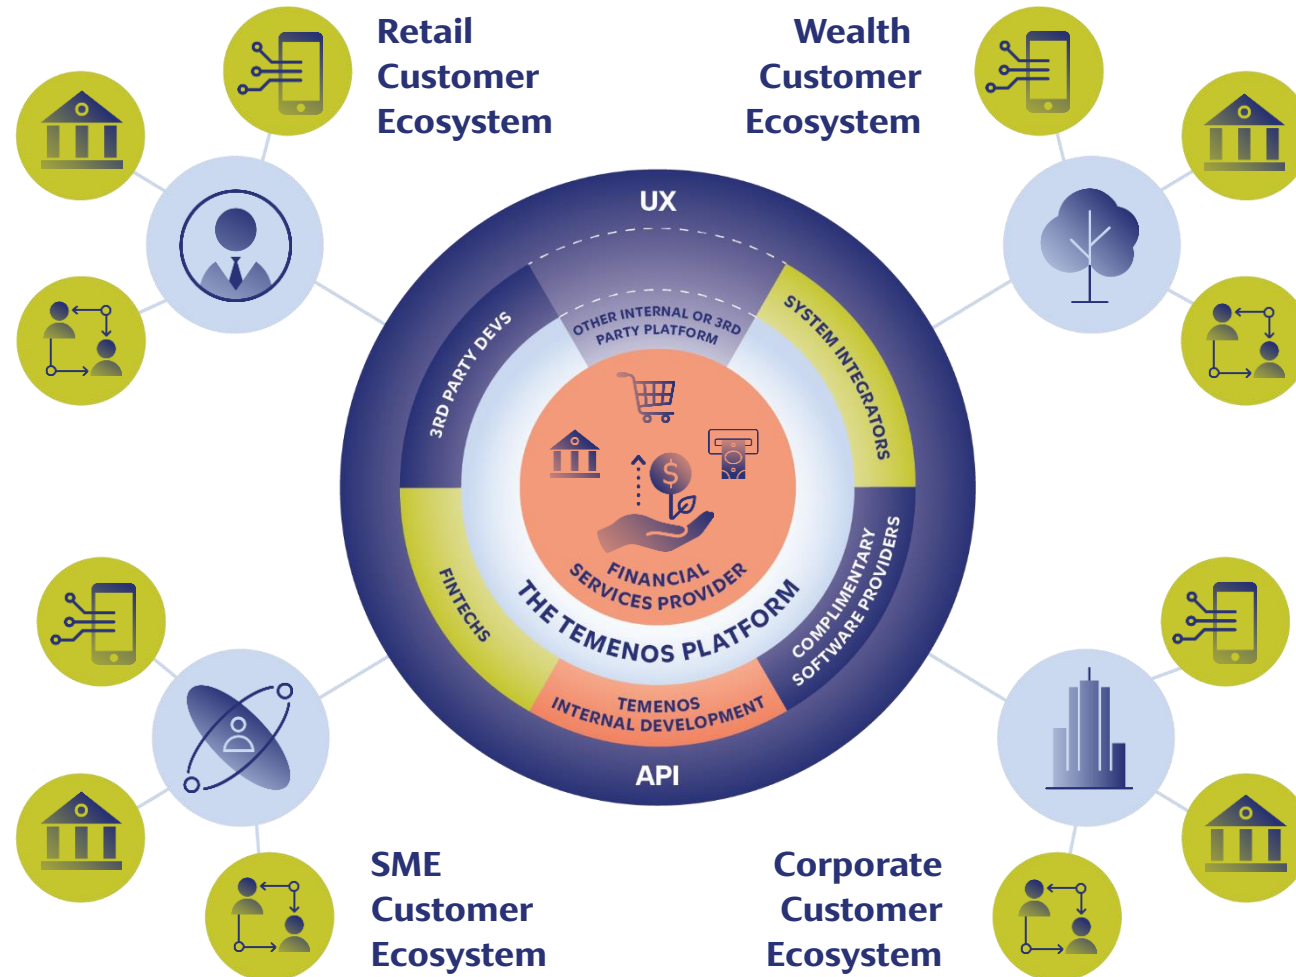 Retail
Customer
Ecosystem
Wealth
Customer
Ecosystem
UX
OTHER INTERNAL OR 3RD
PARTY PLATFORM
3RD PARTY DEVS
SYSTEM INTEGRATORS
$
FINANCIAL
SERVICES PROVIDER
THE TEMENOS PLATFORM
FINTECHS
COMPLIMENTARY
SOFTWARE PROVIDERS
TEMENOS
INTERNAL DEVELOPMENT
API
SME
Customer
Ecosystem
Corporate
Customer
Ecosystem